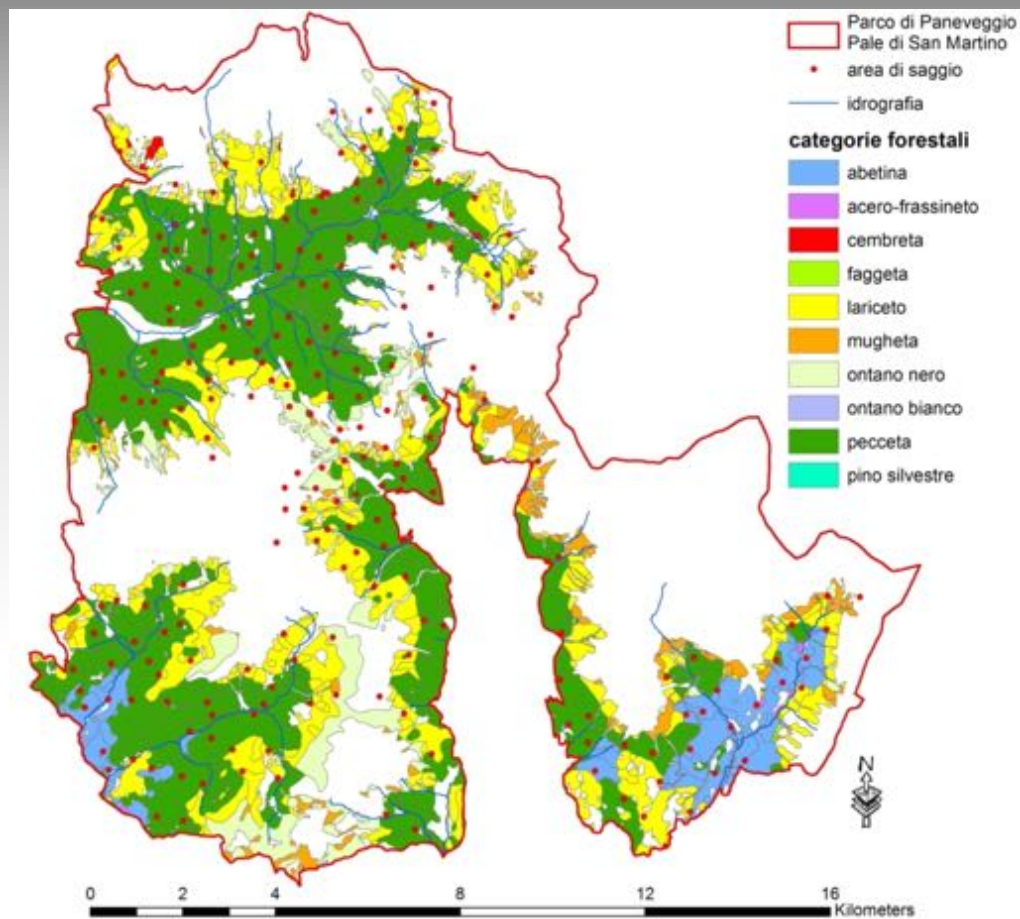 Parco di Paneveggio
Pale di San Martino
area di saggio
idrografia
categorie forestali
abetina
acero-frassineto
cembreta
faggeta
lariceto
mugheta
ontano nero
ontano bianco
pecceta
pino silvestre
N
0 2 4 8 12 16
Kilometers